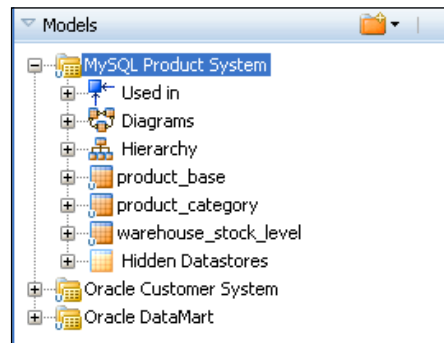 Models
MySQL Product System
Used in
Diagrams
Hierarchy
product_base
product_category
warehouse_stock_level
Hidden Datastores
Oracle Customer System
Oracle DataMart